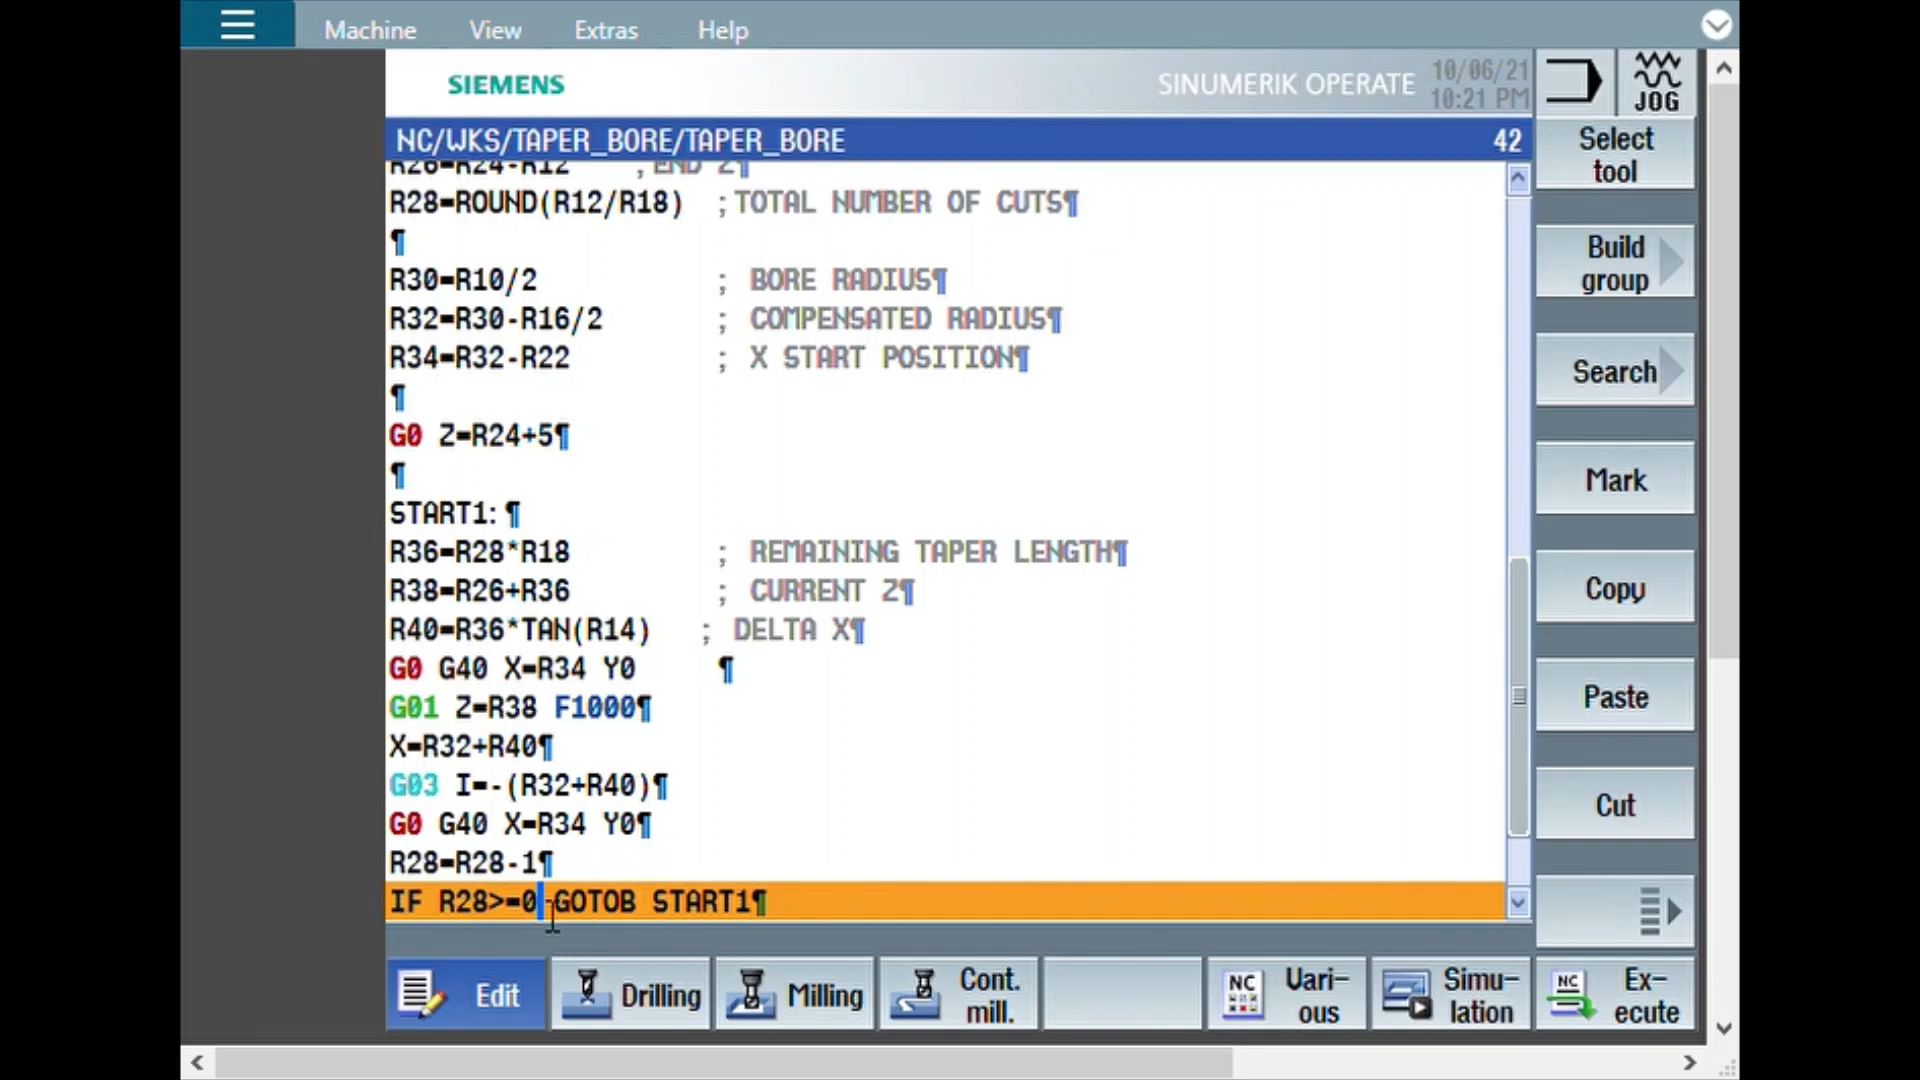 Machine View Extras Help
SIEMENS
SINUMERIK OPERATE
10/06/21
10:21 PM
JOG
NC/WKS/TAPER_BORE/TAPER_BORE 42
R26=R24-R12 ;END Z¶
R28=ROUND(R12/R18) ;TOTAL NUMBER OF CUTS¶
¶
R30=R10/2 ; BORE RADIUS¶
R32=R30-R16/2 ; COMPENSATED RADIUS¶
R34=R32-R22 ; X START POSITION¶
¶
G0 Z=R24+5¶
¶
START1:¶
R36=R28*R18 ; REMAINING TAPER LENGTH¶
R38=R26+R36 ; CURRENT Z¶
R40=R36*TAN(R14) ; DELTA X¶
G0 G40 X=R34 Y0 ¶
G01 Z=R38 F1000¶
X=R32+R40¶
G03 I=-(R32+R40)¶
G0 G40 X=R34 Y0¶
R28=R28-1¶
IF R28>=0 GOTOB START1¶
Select
tool
Build
group
Search
Mark
Copy
Paste
Cut
Edit
Drilling
Milling
Cont.
mill.
NC
Vari-
ous
Simu-
lation
NC
Ex-
ecute